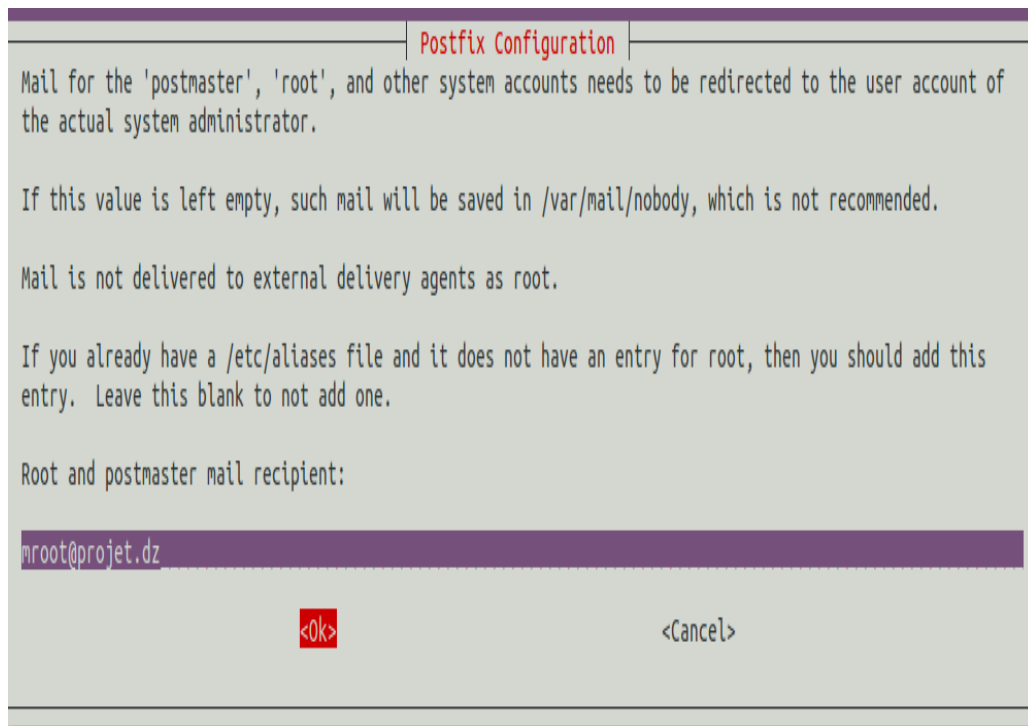 Postfix Configuration
Mail for the 'postmaster', 'root', and other system accounts needs to be redirected to the user account of
the actual system administrator.
If this value is left empty, such mail will be saved in /var/mail/nobody, which is not recommended.
Mail is not delivered to external delivery agents as root.
If you already have a /etc/aliases file and it does not have an entry for root, then you should add this
entry.  Leave this blank to not add one.
Root and postmaster mail recipient:
mroot@projet.dz
<Ok> <Cancel>